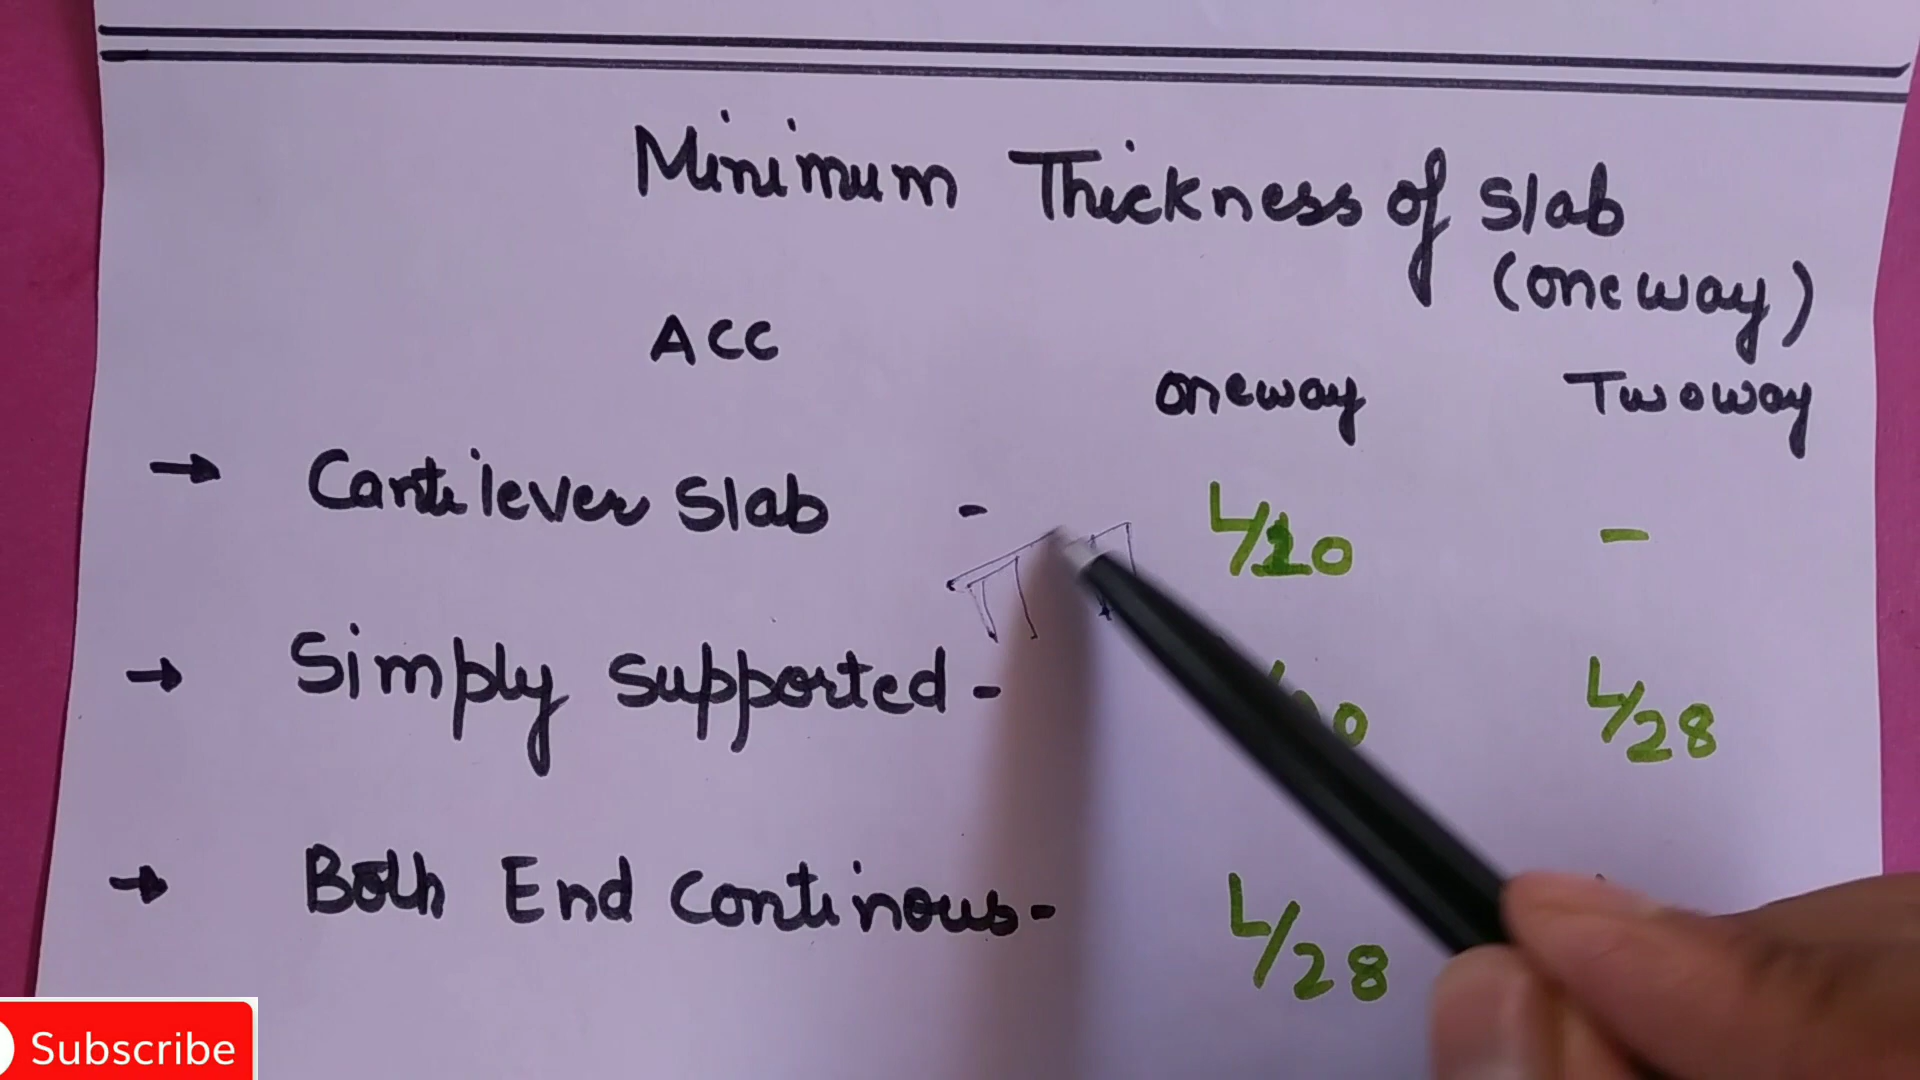 Minimum Thickness of Slab
(oneway)
ACC
oneway Twoway
→ Cantilever Slab - L/10 -
→ Simply Supported - L/28
→ Both End Continous - L/28
Subscribe